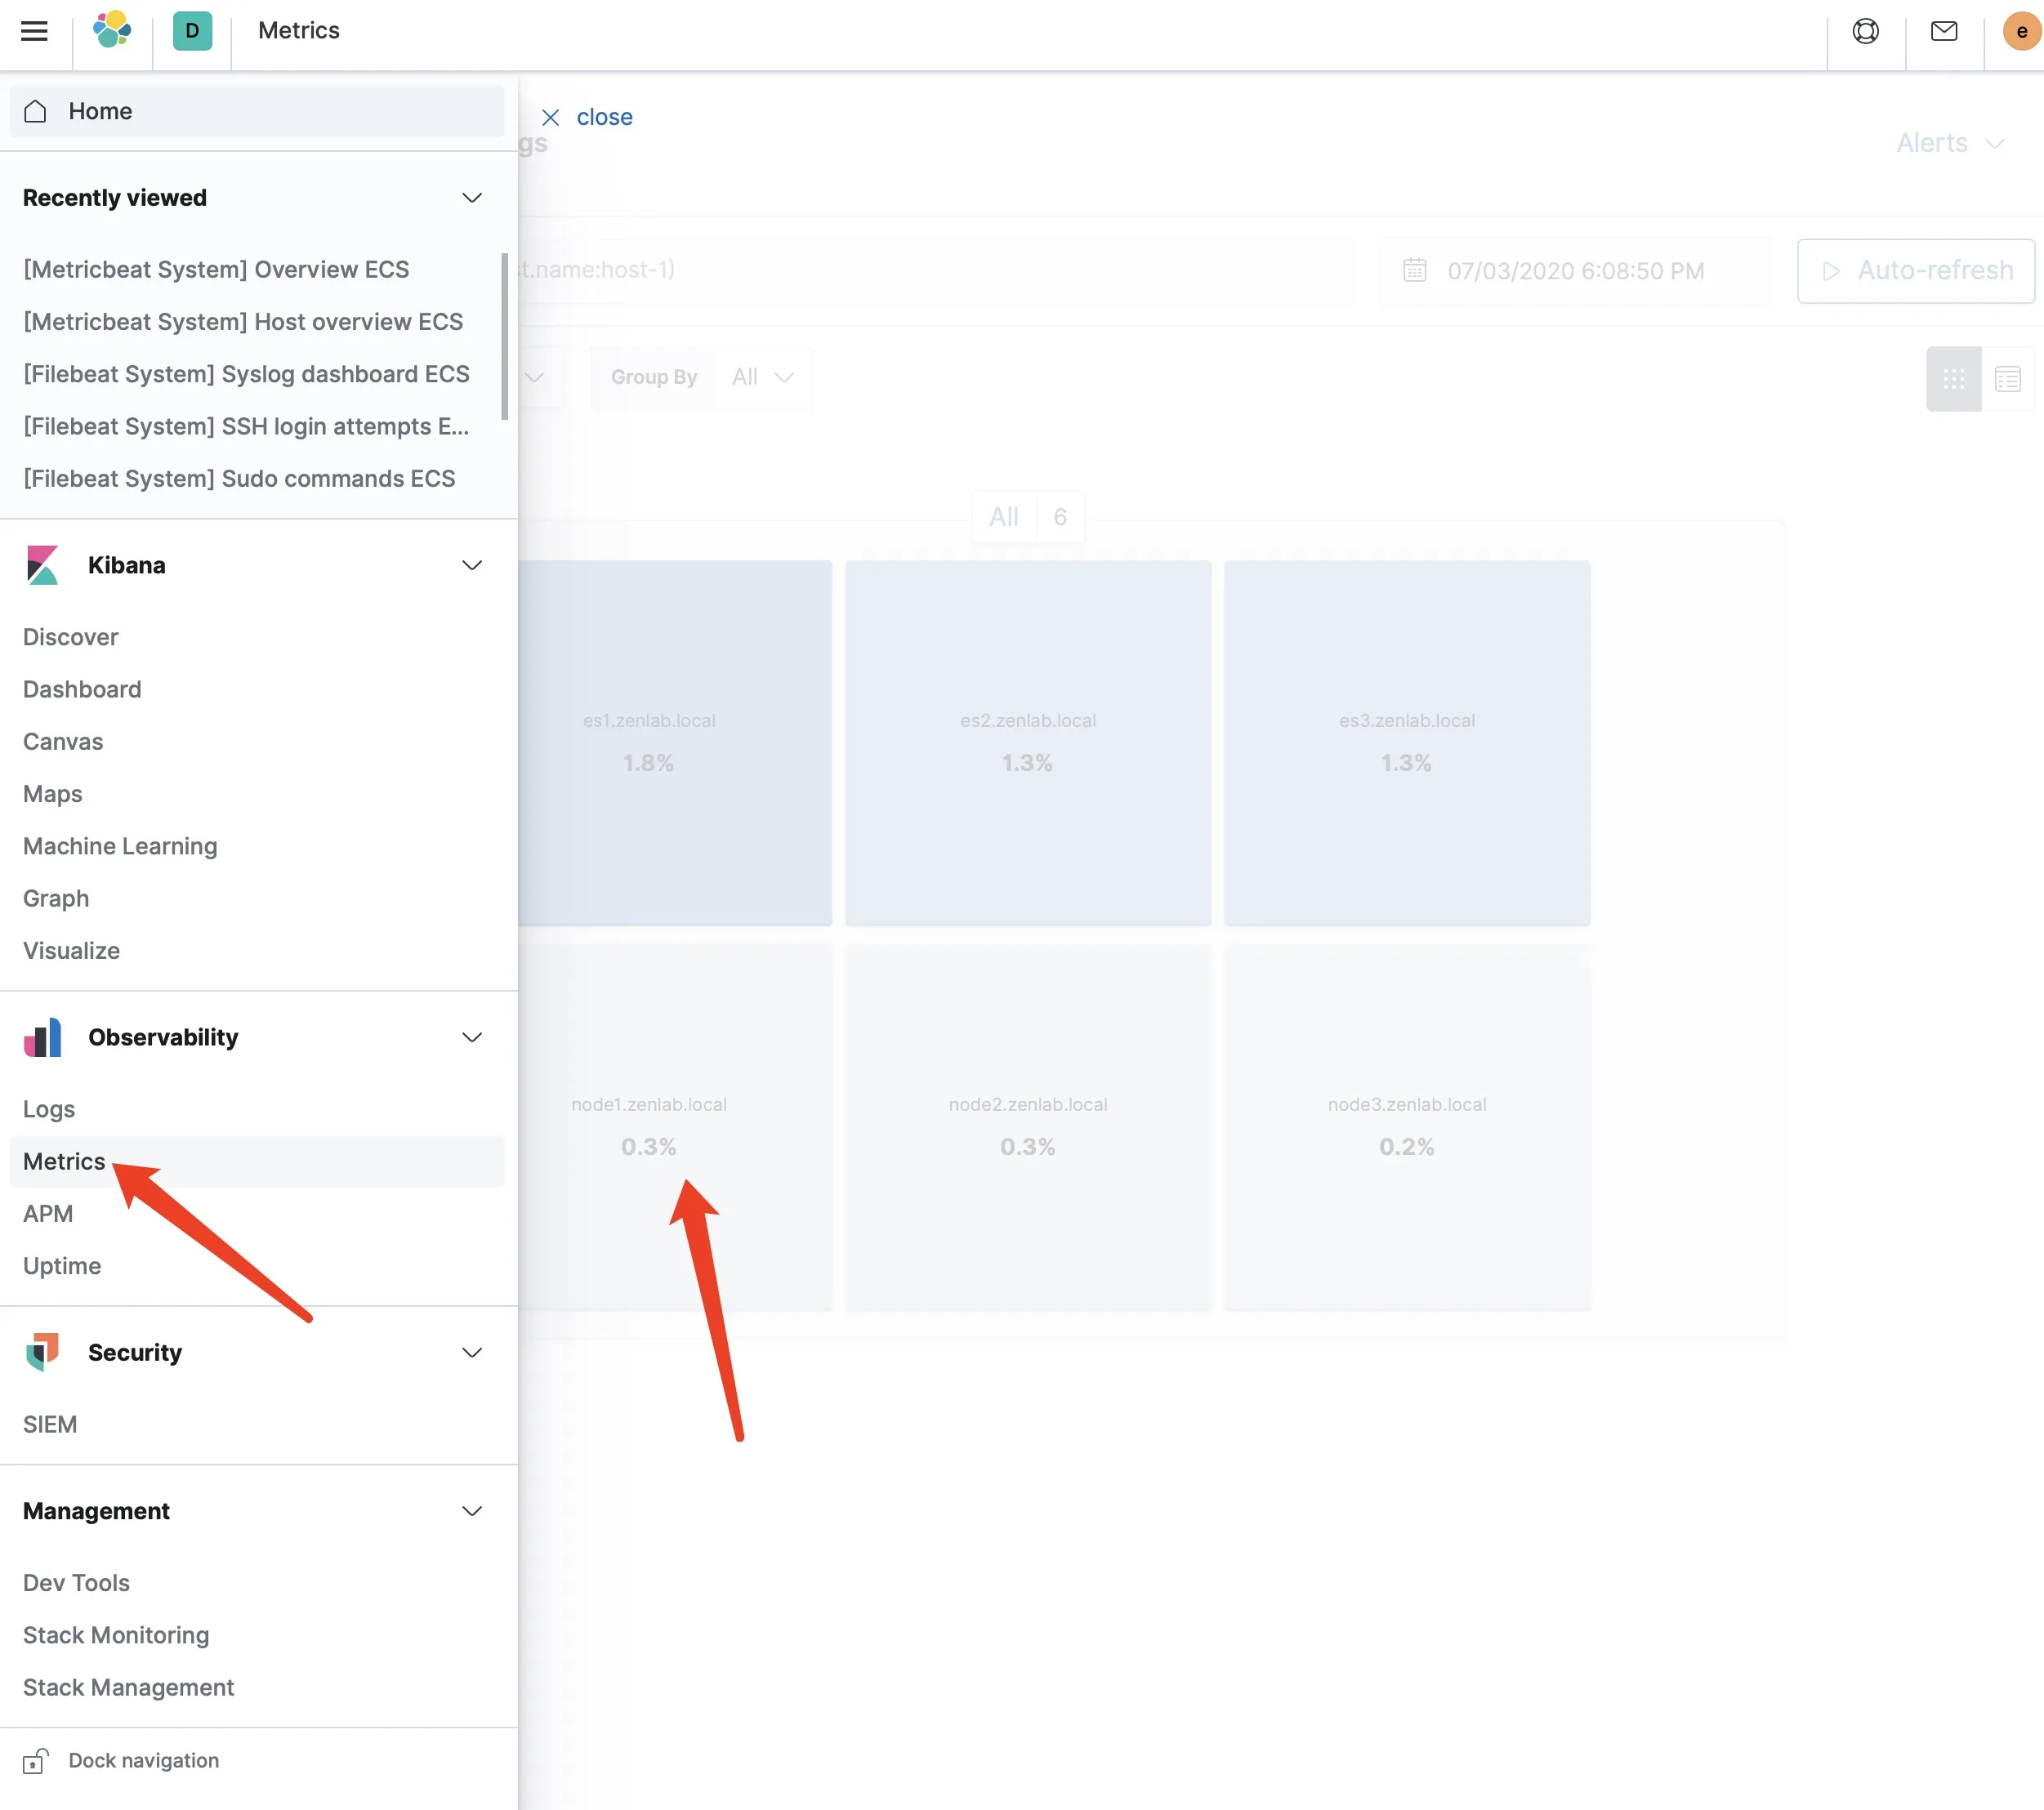 D
Metrics
e
Home
close
gs
Alerts
Recently viewed
[Metricbeat System] Overview ECS
[Metricbeat System] Host overview ECS
[Filebeat System] Syslog dashboard ECS
[Filebeat System] SSH login attempts E...
[Filebeat System] Sudo commands ECS
t.name:host-1)
07/03/2020 6:08:50 PM
Auto-refresh
Group By
All
All
6
Kibana
Discover
Dashboard
Canvas
Maps
Machine Learning
Graph
Visualize
es1.zenlab.local
1.8%
es2.zenlab.local
1.3%
es3.zenlab.local
1.3%
Observability
Logs
Metrics
APM
Uptime
node1.zenlab.local
0.3%
node2.zenlab.local
0.3%
node3.zenlab.local
0.2%
Security
SIEM
Management
Dev Tools
Stack Monitoring
Stack Management
Dock navigation